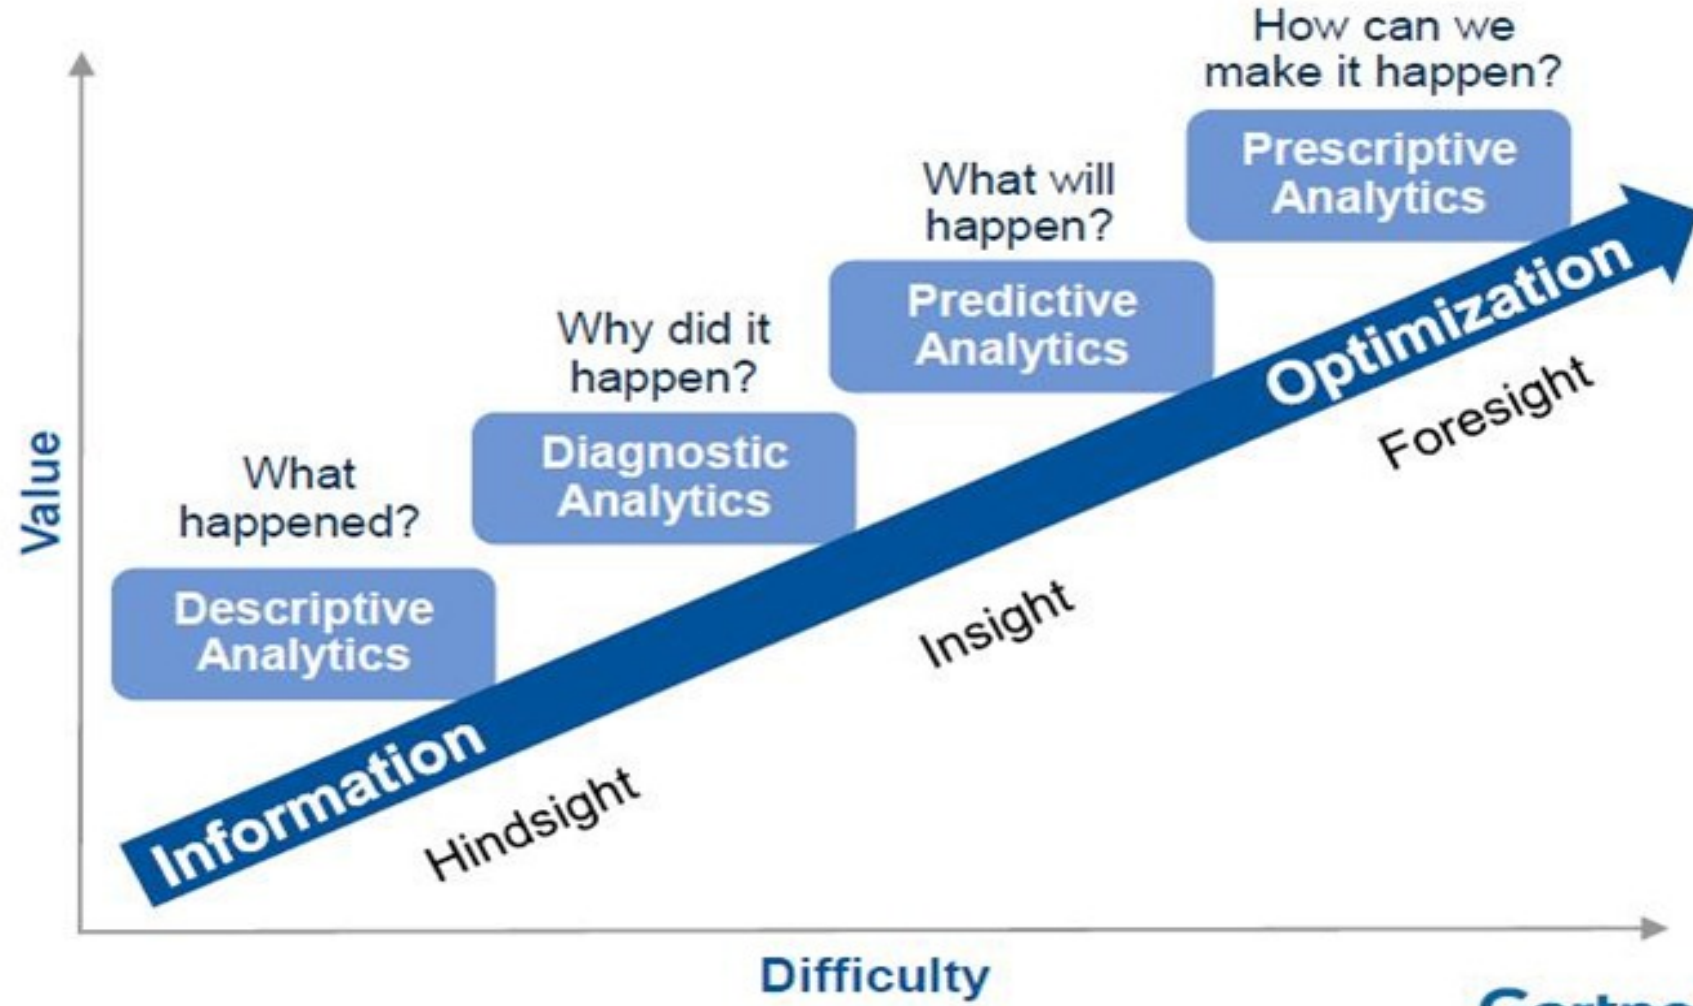 How can we
make it happen?
Prescriptive
Analytics
What will
happen?
Predictive
Analytics
Why did it
happen?
Diagnostic
Analytics
What
happened?
Descriptive
Analytics
Value
Information
Optimization
Hindsight
Insight
Foresight
Difficulty